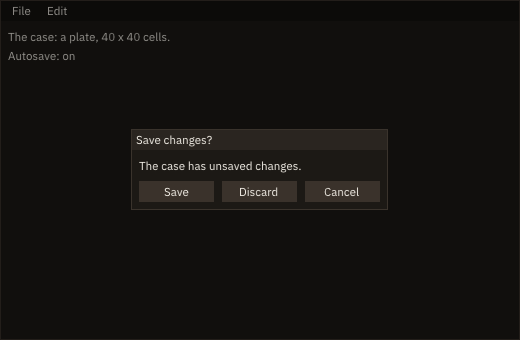 File Edit
The case: a plate, 40 x 40 cells.
Autosave: on
Save changes?
The case has unsaved changes.
Save Discard Cancel